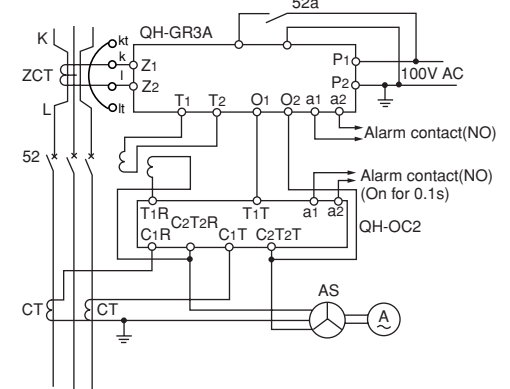 52a
K
kt
QH-GR3A
k
Z1
P1
ZCT
l
100V AC
Z2
P2
L
lt
T1
T2
O1
O2
a1
a2
Alarm contact(NO)
52
Alarm contact(NO)
(On for 0.1s)
T1R
C2T2R
T1T
a1
a2
QH-OC2
C1R
C1T
C2T2T
CT
CT
AS
A